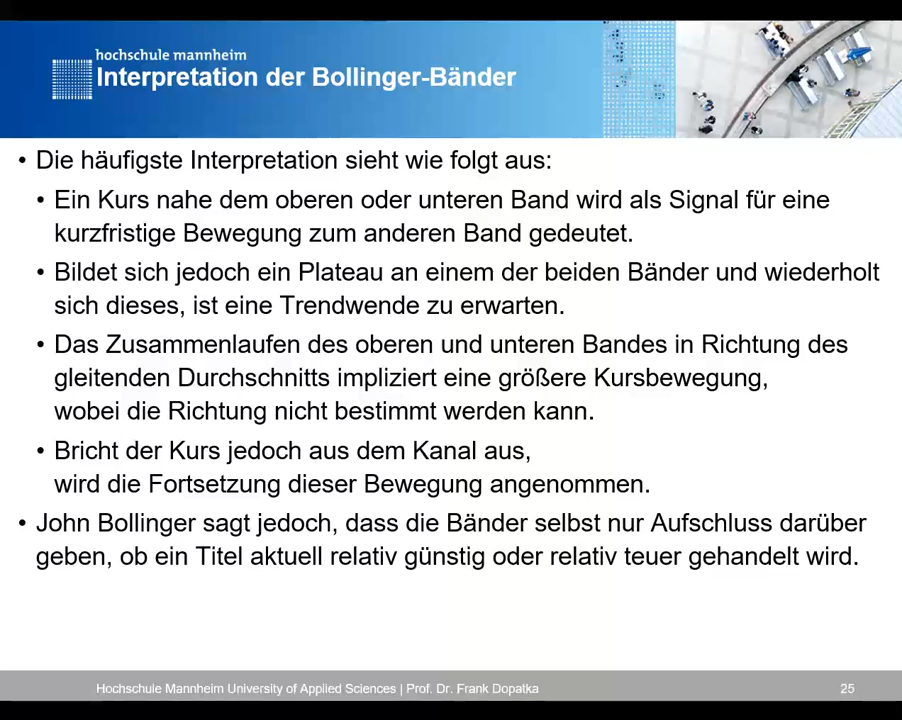 hochschule mannheim
Interpretation der Bollinger-Bänder
• Die häufigste Interpretation sieht wie folgt aus:
• Ein Kurs nahe dem oberen oder unteren Band wird als Signal für eine
kurzfristige Bewegung zum anderen Band gedeutet.
• Bildet sich jedoch ein Plateau an einem der beiden Bänder und wiederholt
sich dieses, ist eine Trendwende zu erwarten.
• Das Zusammenlaufen des oberen und unteren Bandes in Richtung des
gleitenden Durchschnitts impliziert eine größere Kursbewegung,
wobei die Richtung nicht bestimmt werden kann.
• Bricht der Kurs jedoch aus dem Kanal aus,
wird die Fortsetzung dieser Bewegung angenommen.
• John Bollinger sagt jedoch, dass die Bänder selbst nur Aufschluss darüber
geben, ob ein Titel aktuell relativ günstig oder relativ teuer gehandelt wird.
Hochschule Mannheim University of Applied Sciences | Prof. Dr. Frank Dopatka 25